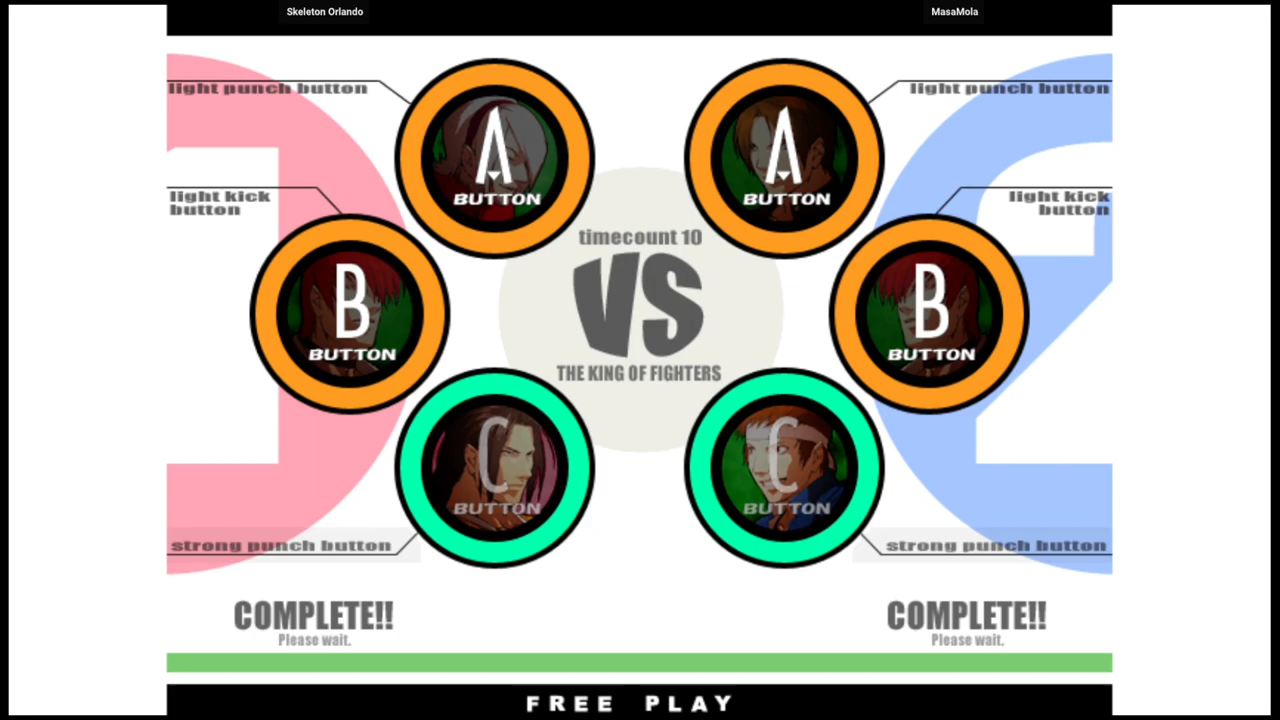 Skeleton Orlando
MasaMola
light punch button
light punch button
A
BUTTON
A
BUTTON
light kick
button
light kick
button
timecount 10
VS
THE KING OF FIGHTERS
B
BUTTON
B
BUTTON
C
BUTTON
C
BUTTON
strong punch button
strong punch button
COMPLETE!!
Please wait.
COMPLETE!!
Please wait.
FREE PLAY